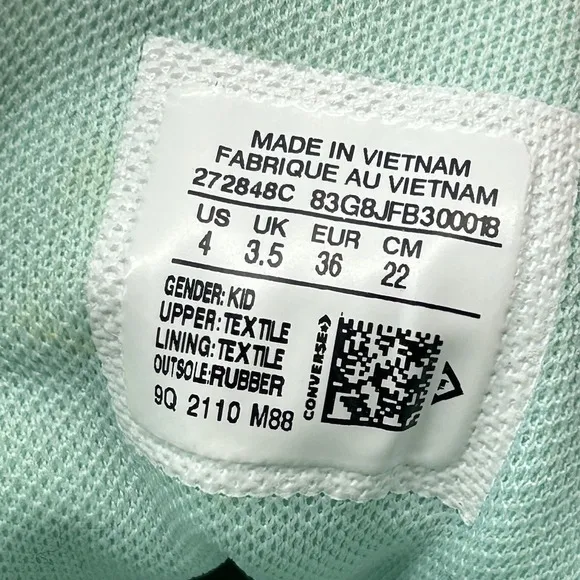 MADE IN VIETNAM
FABRIQUE AU VIETNAM
272848C 83G8JFB300018
US UK EUR CM
4 3.5 36 22
GENDER: KID
UPPER: TEXTILE
LINING: TEXTILE
OUTSOLE: RUBBER
9Q 2110 M88
CONVERSE